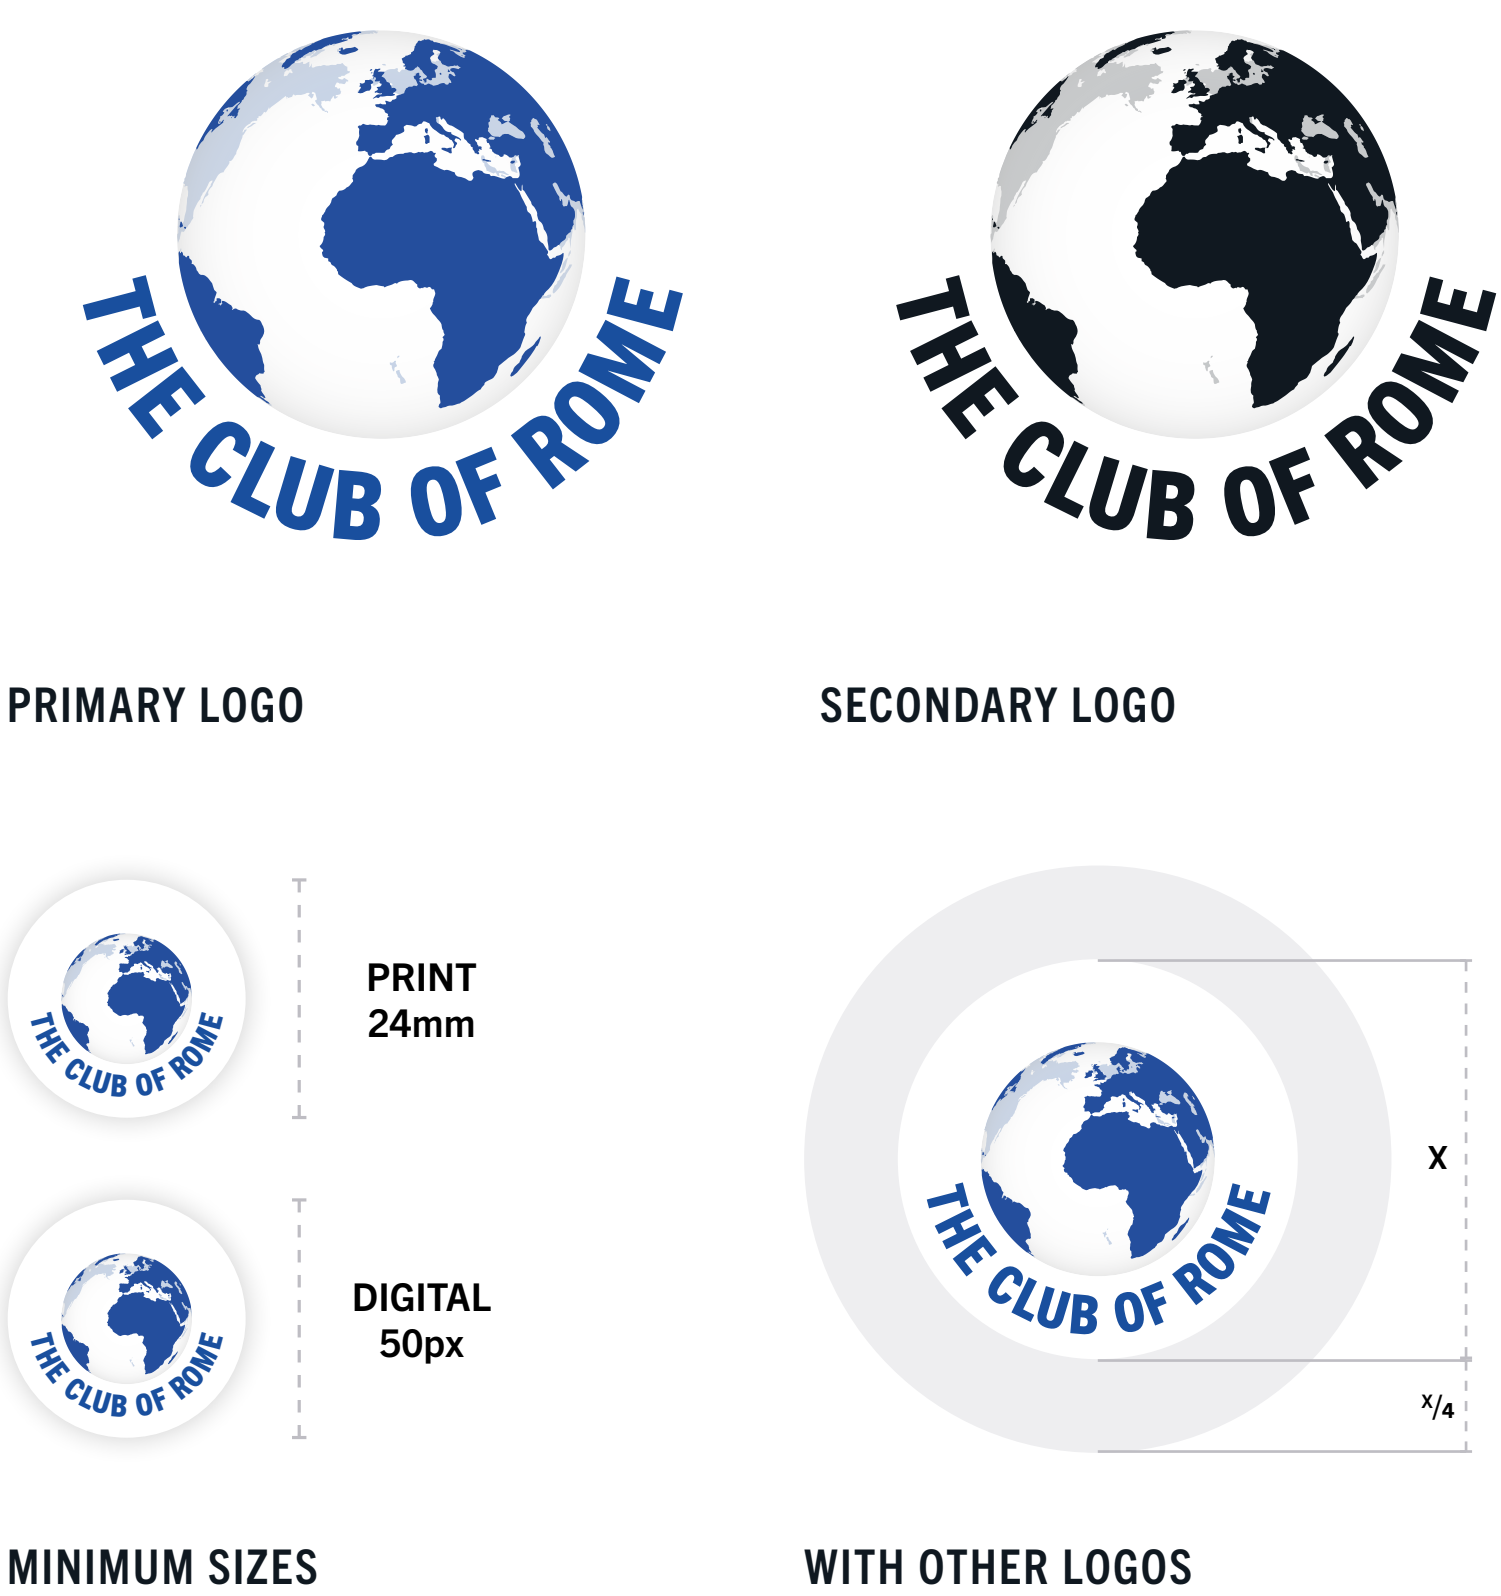 THE CLUB OF ROME
THE CLUB OF ROME
PRIMARY LOGO
SECONDARY LOGO
THE CLUB OF ROME
PRINT
24mm
THE CLUB OF ROME
DIGITAL
50px
THE CLUB OF ROME
X
X/4
MINIMUM SIZES
WITH OTHER LOGOS